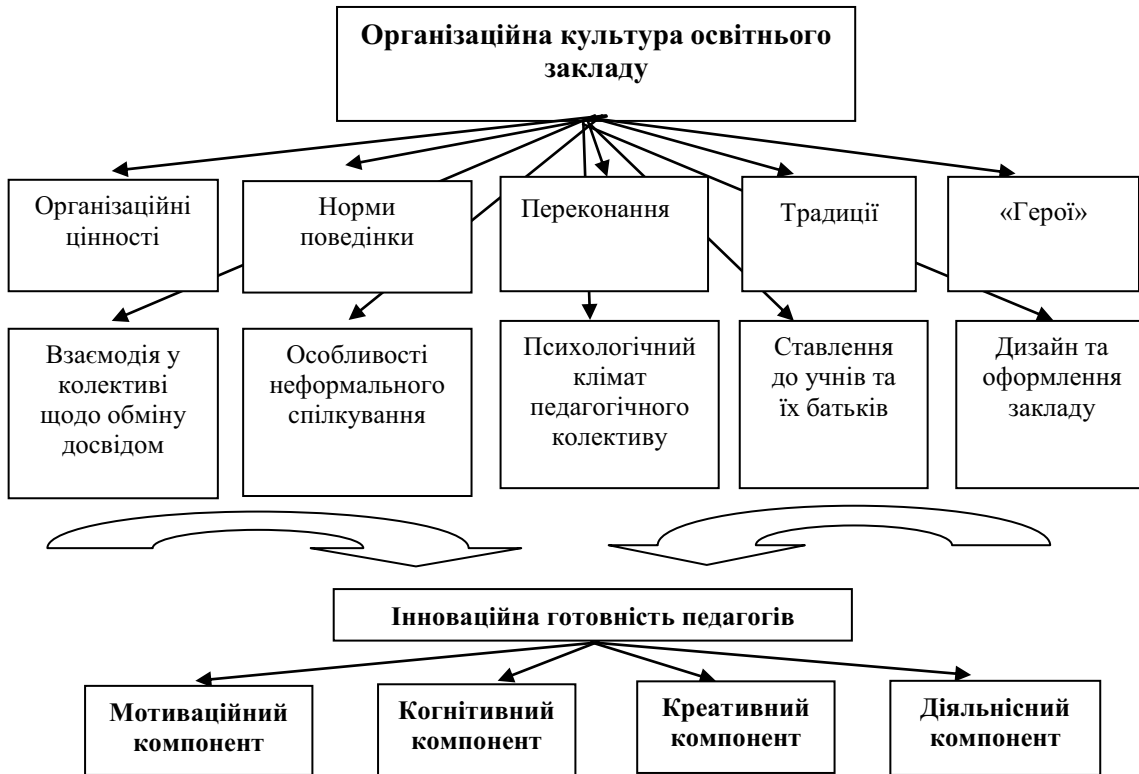 Організаційна культура освітнього
закладу
Організаційні
цінності
Норми
поведінки
Переконання
Традиції
«Герої»
Взаємодія у
колективі
щодо обміну
досвідом
Особливості
неформального
спілкування
Психологічний
клімат
педагогічного
колективу
Ставлення
до учнів та
їх батьків
Дизайн та
оформлення
закладу
Інноваційна готовність педагогів
Мотиваційний
компонент
Когнітивний
компонент
Креативний
компонент
Діяльнісний
компонент